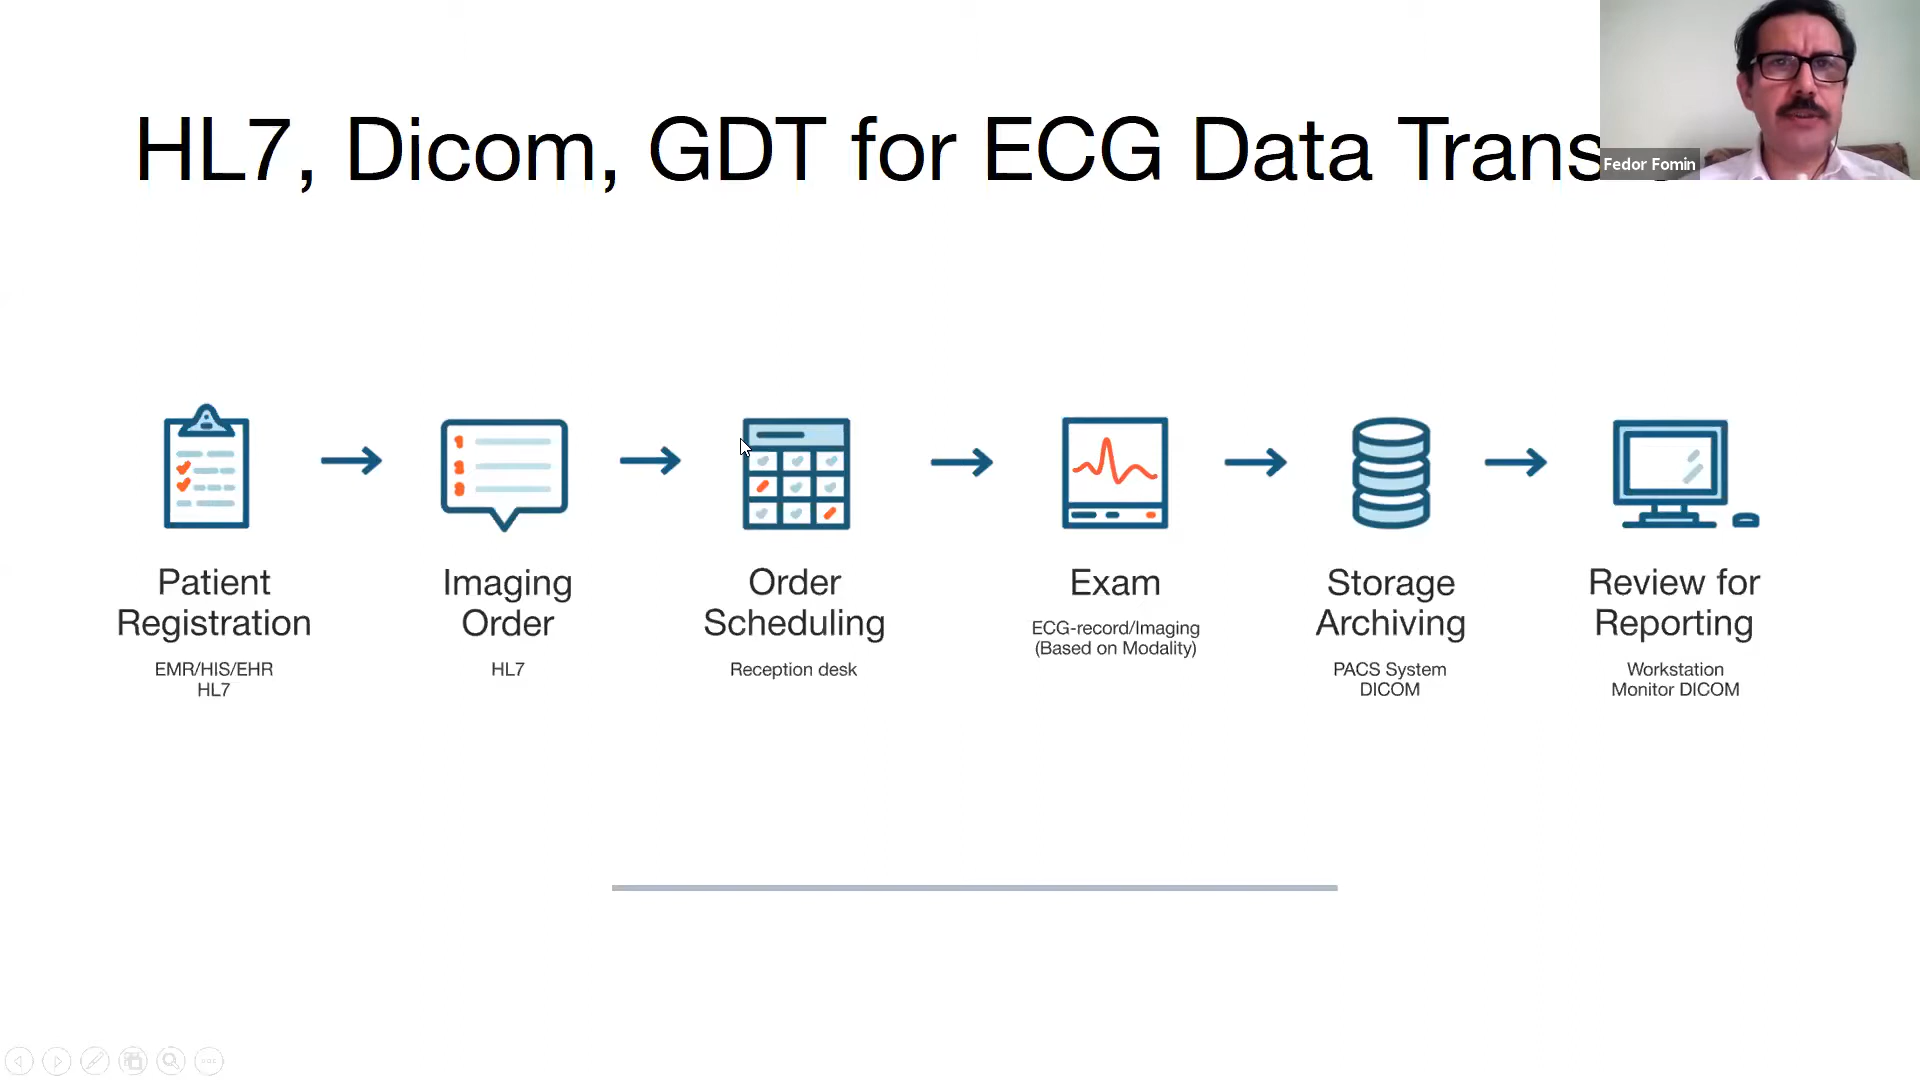 HL7, Dicom, GDT for ECG Data Trans
Fedor Fomin
1
Patient
Registration
EMR/HIS/EHR
HL7
Imaging
Order
HL7
Order
Scheduling
Reception desk
Exam
ECG-record/Imaging
(Based on Modality)
Storage
Archiving
PACS System
DICOM
Review for
Reporting
Workstation
Monitor DICOM